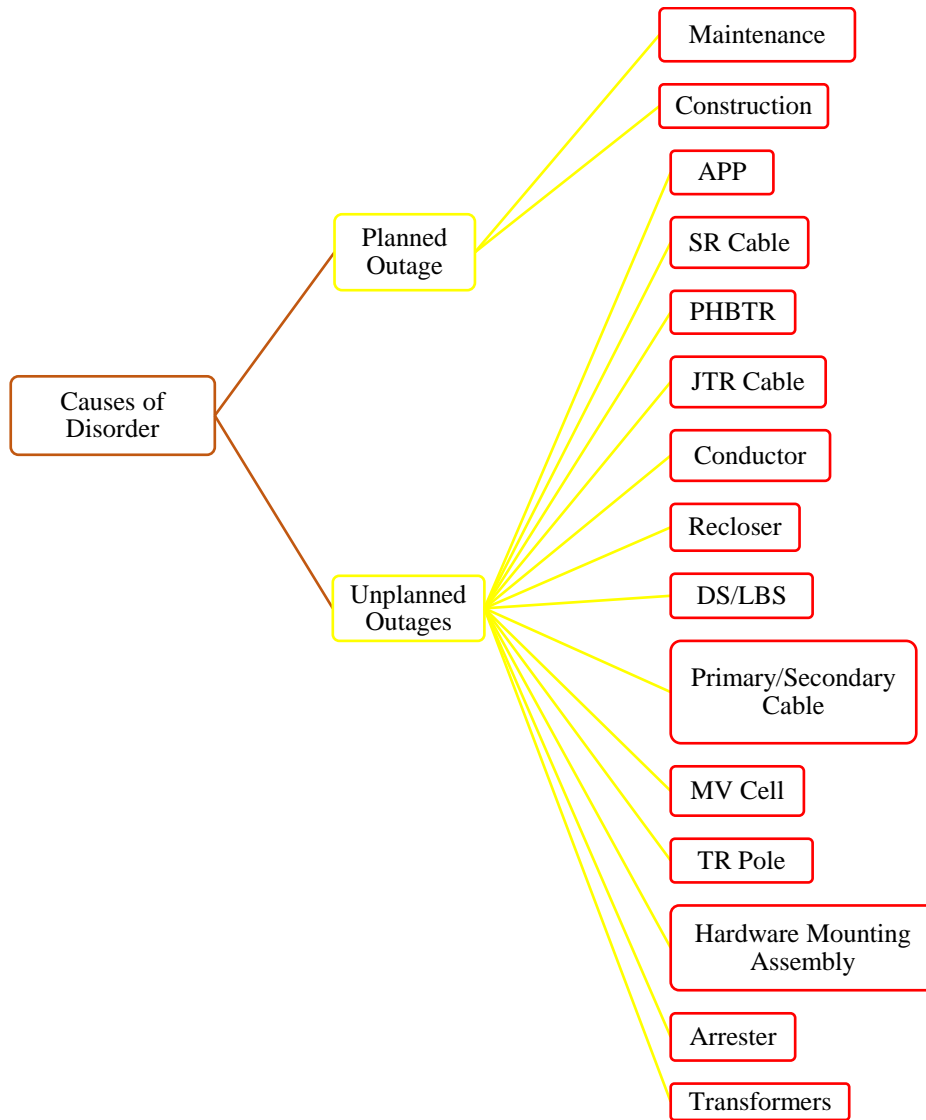 Maintenance
Construction
APP
SR Cable
Planned
Outage
PHBTR
JTR Cable
Causes of
Disorder
Conductor
Recloser
Unplanned
Outages
DS/LBS
Primary/Secondary
Cable
MV Cell
TR Pole
Hardware Mounting
Assembly
Arrester
Transformers